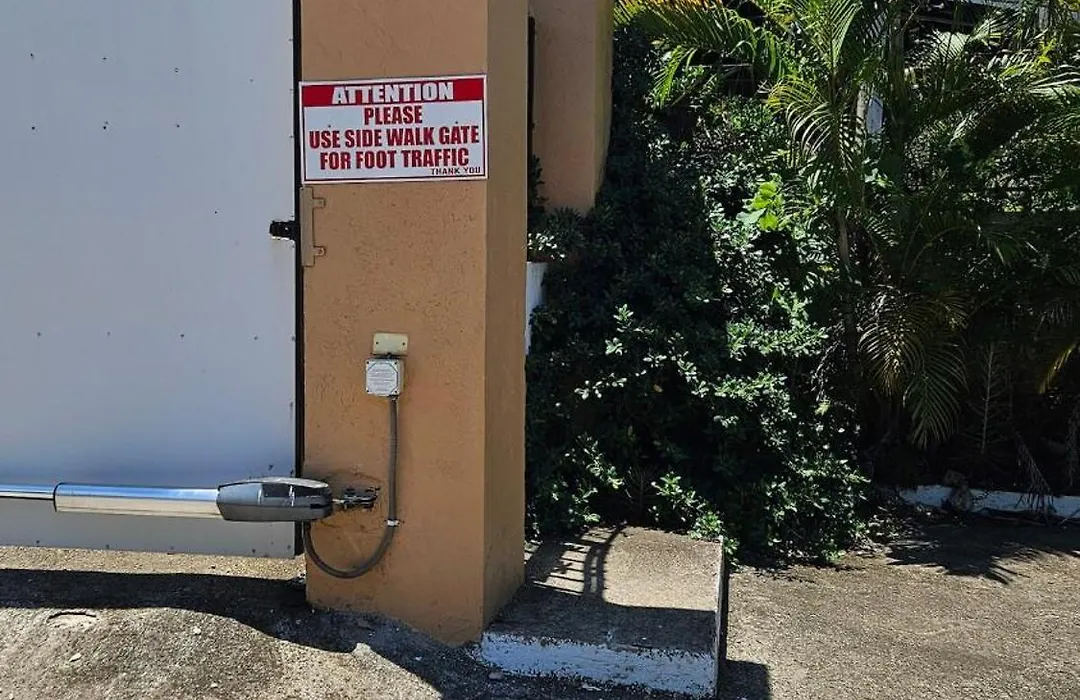 ATTENTION
PLEASE
USE SIDE WALK GATE
FOR FOOT TRAFFIC
THANK YOU